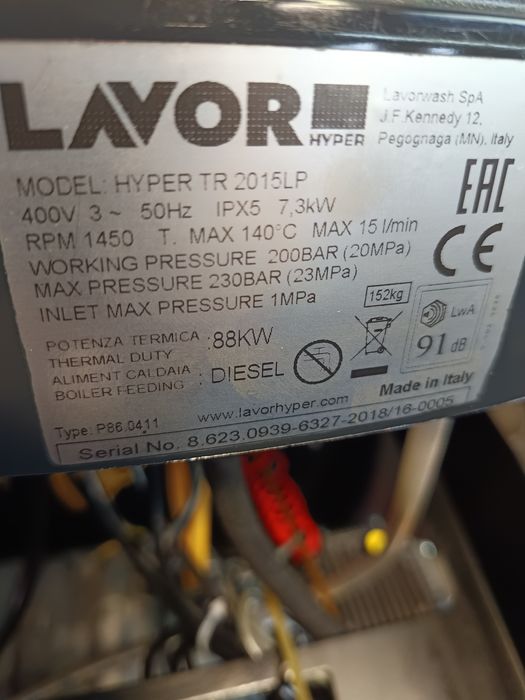 LAVOR
HYPER
Lavorwash SpA
J.F.Kennedy 12,
Pegognaga (MN), Italy
MODEL: HYPER TR 2015LP
400V 3~ 50Hz IPX5 7,3kW
RPM 1450 T. MAX 140°C MAX 15 l/min
WORKING PRESSURE 200BAR (20MPa)
MAX PRESSURE 230BAR (23MPa)
INLET MAX PRESSURE 1MPa
152kg
EAC
CE
LwA
91 dB
POTENZA TERMICA
THERMAL DUTY : 88KW
ALIMENT CALDAIA
BOILER FEEDING : DIESEL
Made in Italy
Type: P86.0411
www.lavorhyper.com
Serial No. 8.623.0939-6327-2018/16-0005